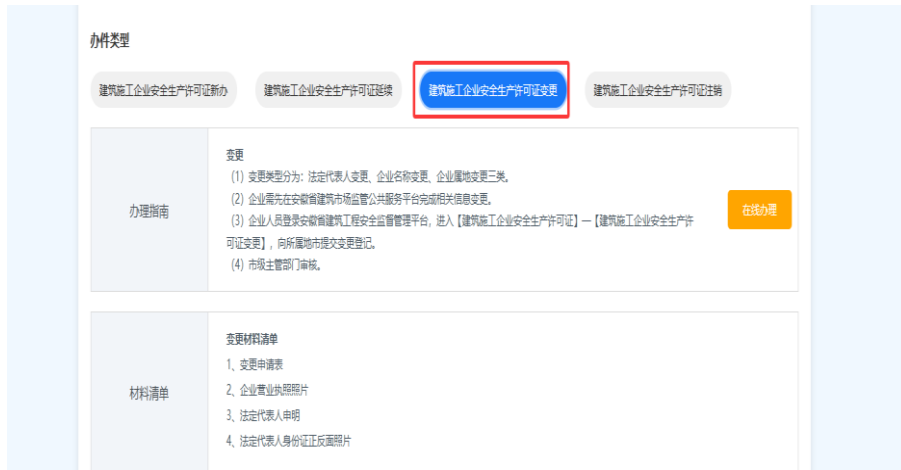 办件类型
建筑施工企业安全生产许可证新办
建筑施工企业安全生产许可证延续
建筑施工企业安全生产许可证变更
建筑施工企业安全生产许可证注销
办理指南
变更
（1）变更类型分为：法定代表人变更、企业名称变更、企业属地变更三类。
（2）企业需先在安徽省建筑市场监管公共服务平台完成相关信息变更。
（3）企业人员登录安徽省建筑工程安全监督管理平台，进入【建筑施工企业安全生产许可证】—【建筑施工企业安全生产许
可证变更】，向所属地市提交变更登记。
（4）市级主管部门审核。
在线办理
材料清单
变更材料清单
1、变更申请表
2、企业营业执照照片
3、法定代表人申明
4、法定代表人身份证正反面照片